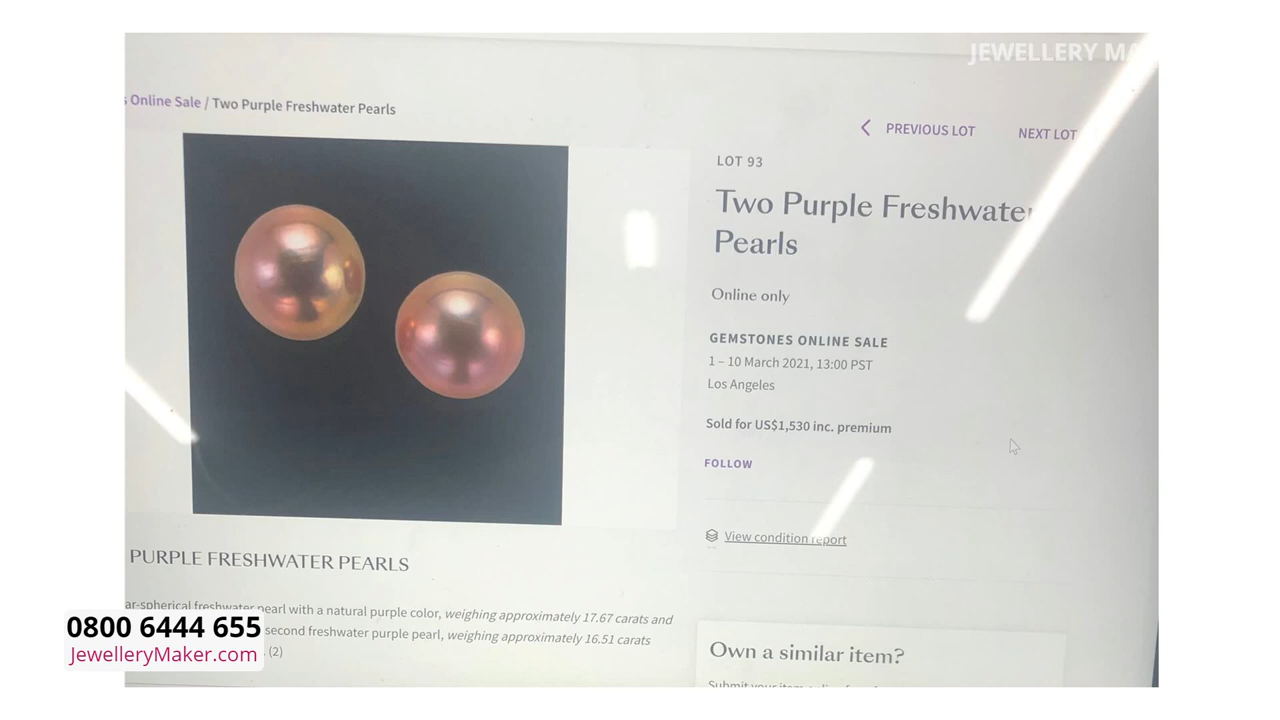 JEWELLERY MA
Online Sale / Two Purple Freshwater Pearls
PREVIOUS LOT
NEXT LOT
LOT 93
Two Purple Freshwater
Pearls
Online only
GEMSTONES ONLINE SALE
1 – 10 March 2021, 13:00 PST
Los Angeles
Sold for US$1,530 inc. premium
FOLLOW
View condition report
PURPLE FRESHWATER PEARLS
ar-spherical freshwater pearl with a natural purple color, weighing approximately 17.67 carats and
second freshwater purple pearl, weighing approximately 16.51 carats
(2)
Own a similar item?
0800 6444 655
JewelleryMaker.com